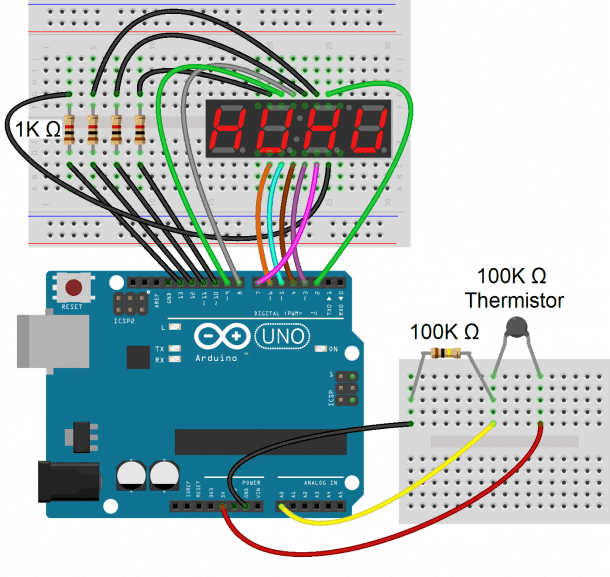 1K Ω
RESET
ICSP2
AREF
GND
13
12
~11
~10
~9
8
7
~6
~5
4
~3
2
TX▶1
RX◀0
DIGITAL (PWM= ~)
L
TX
RX
Arduino
UNO
ON
1
ICSP
100K Ω
Thermistor
100K Ω
POWER
ANALOG IN
IOREF
RESET
3V3
5V
GND
VIN
A0
A1
A2
A3
A4
A5